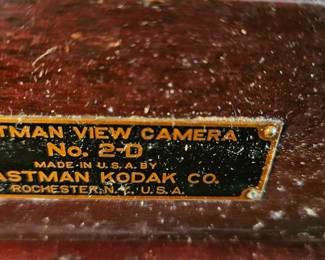 TMAN VIEW CAMERA
No. 2-D
MADE IN U.S.A. BY
ASTMAN KODAK CO.
ROCHESTER, N.Y., U.S.A.